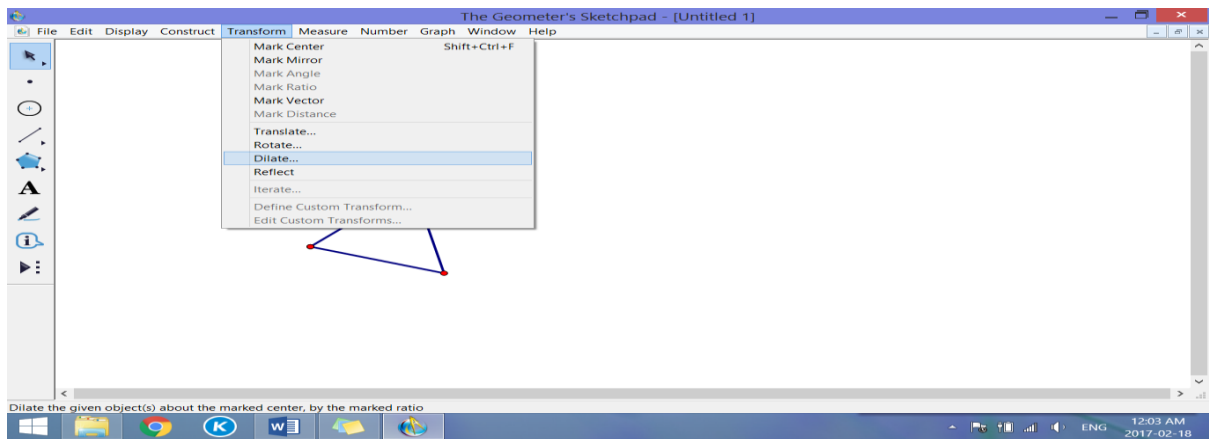 The Geometer's Sketchpad - [Untitled 1]
File Edit Display Construct Transform Measure Number Graph Window Help
Mark Center Shift+Ctrl+F
Mark Mirror
Mark Angle
Mark Ratio
Mark Vector
Mark Distance
Translate...
Rotate...
Dilate...
Reflect
Iterate...
Define Custom Transform...
Edit Custom Transforms...
A
Dilate the given object(s) about the marked center, by the marked ratio
K
W
ENG
12:03 AM
2017-02-18